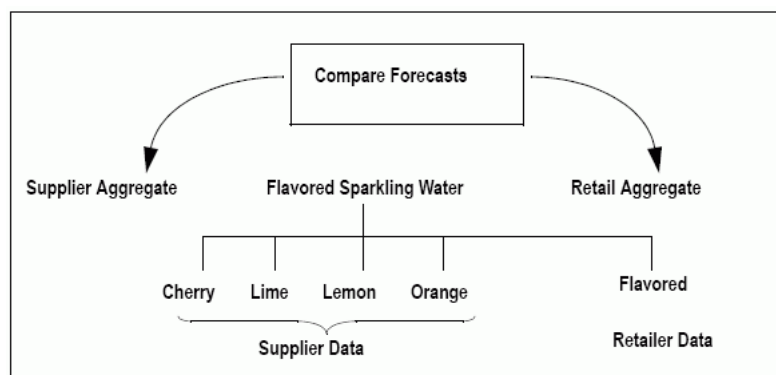 Compare Forecasts
Supplier Aggregate
Flavored Sparkling Water
Retail Aggregate
Cherry
Lime
Lemon
Orange
Flavored
Supplier Data
Retailer Data